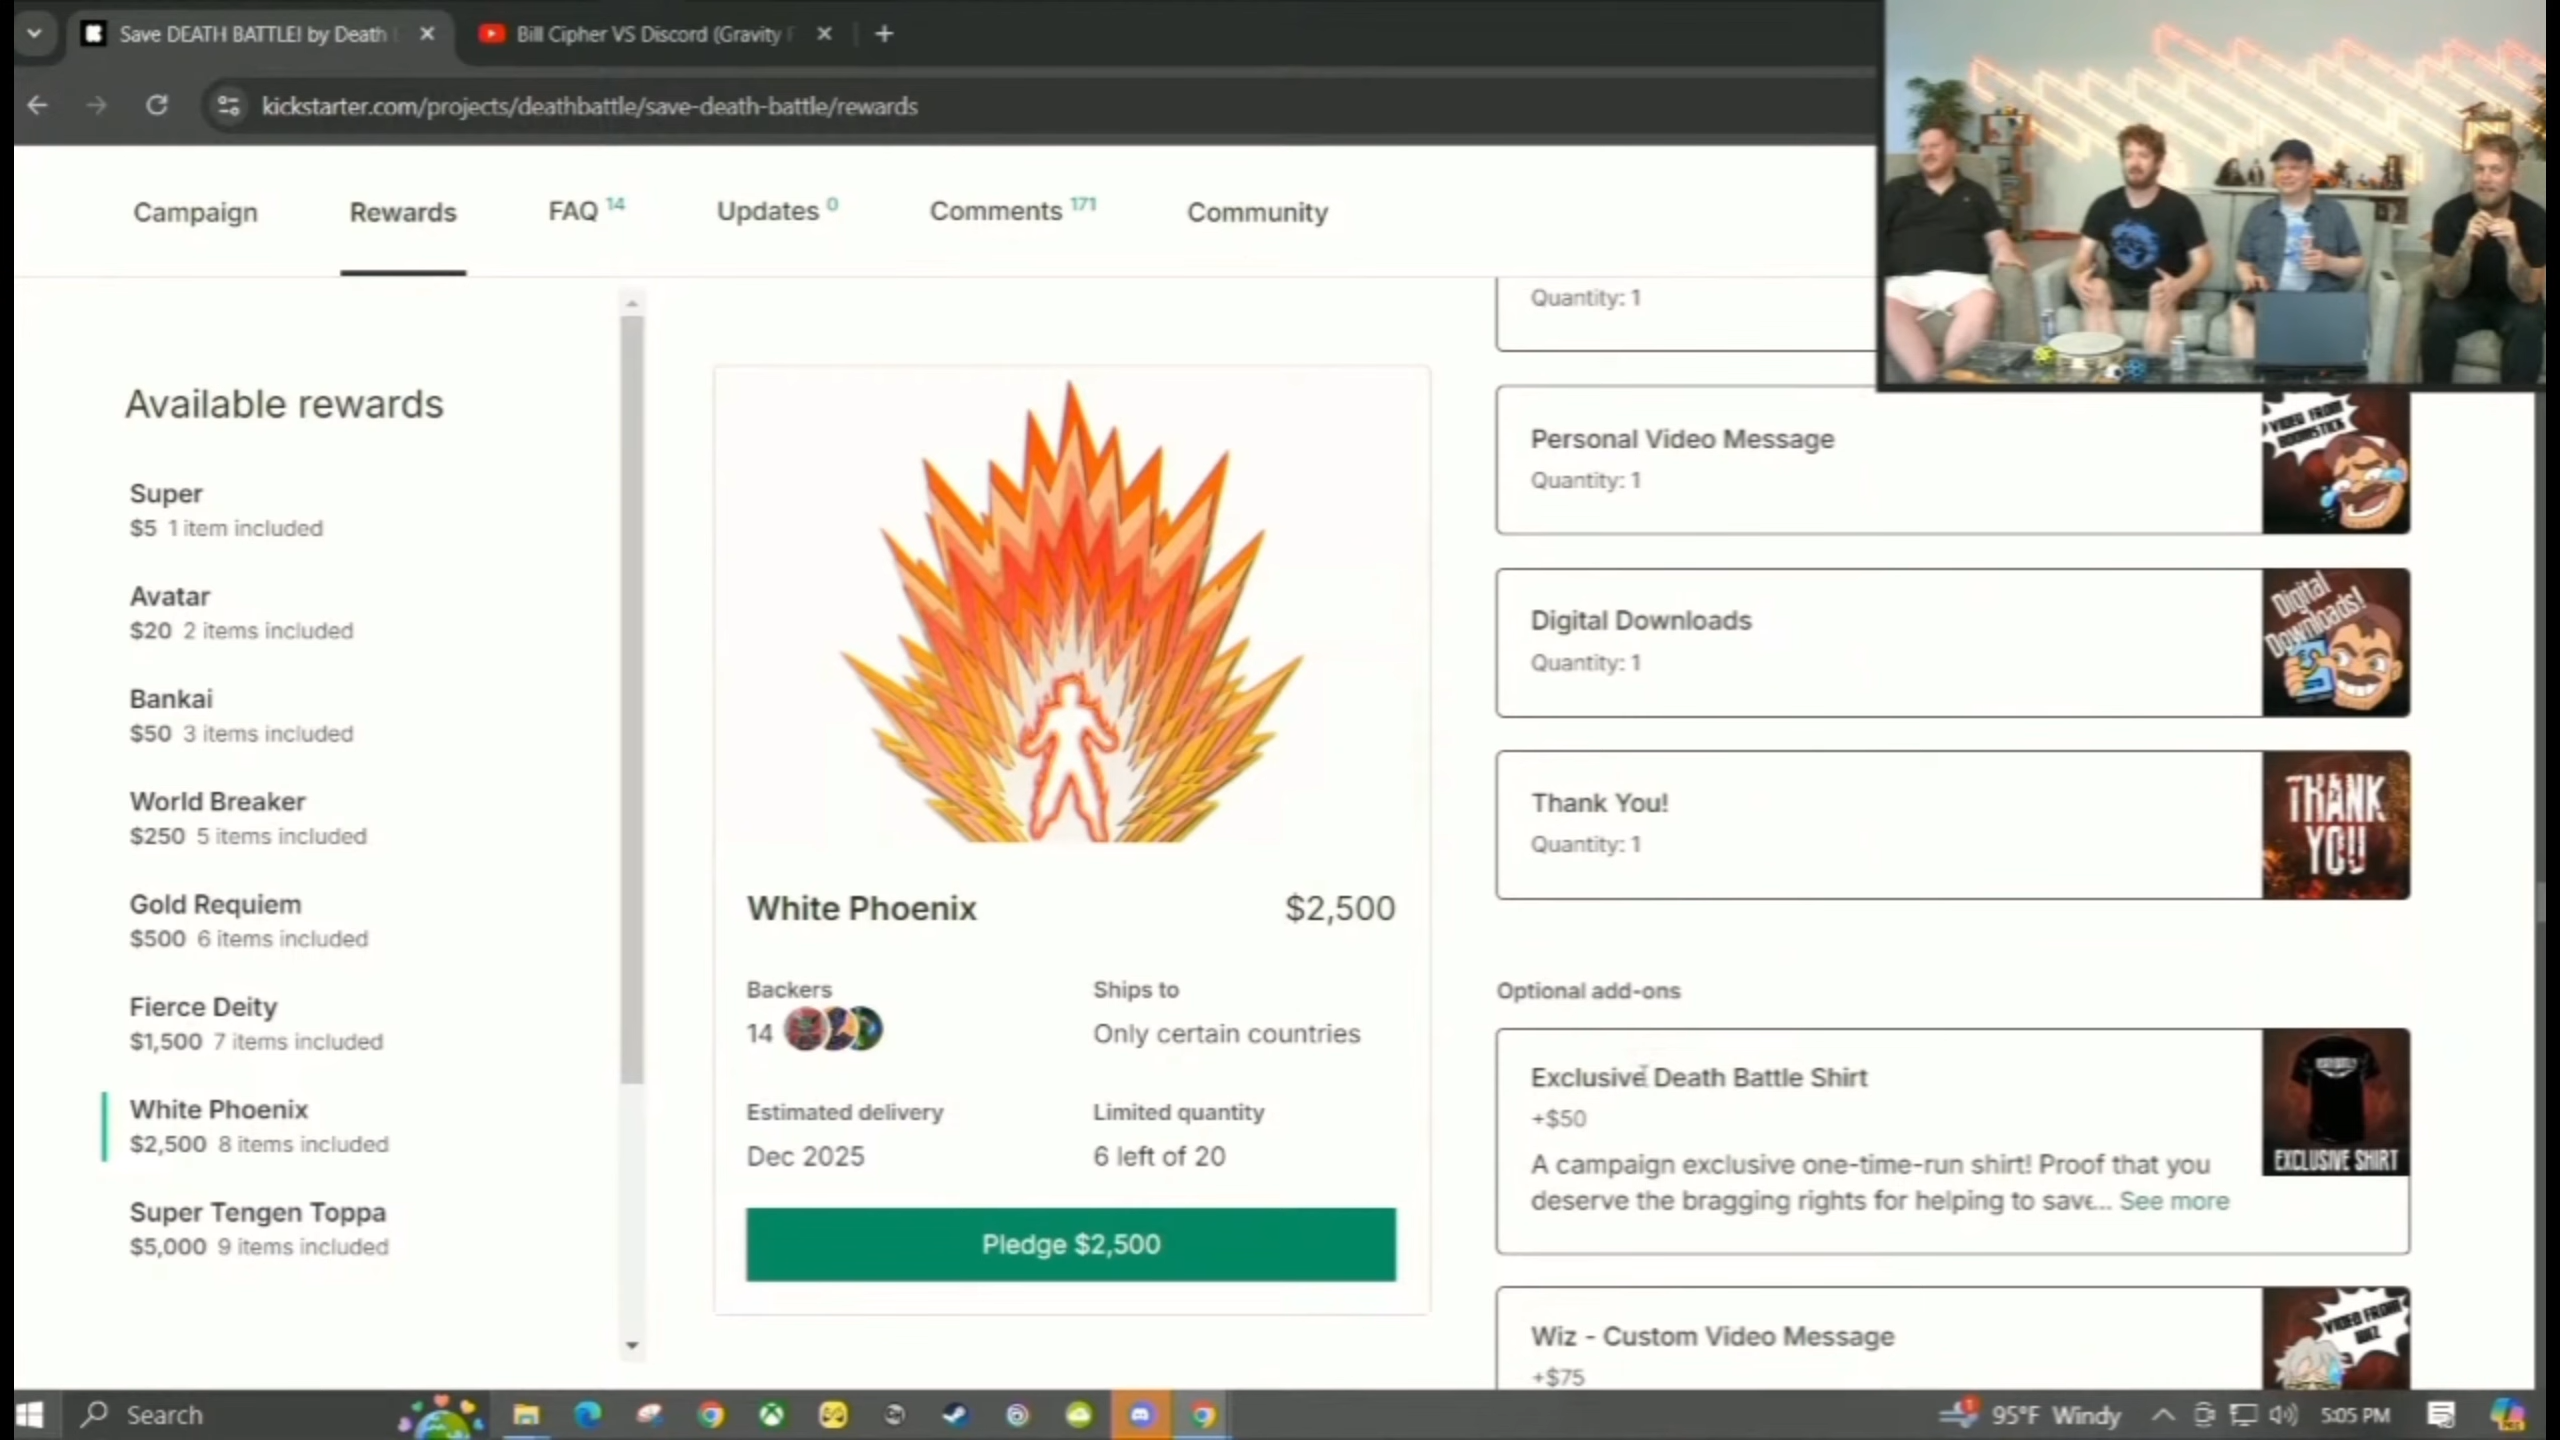 Save DEATH BATTLE! by Death
Bill Cipher VS Discord (Gravity F
kickstarter.com/projects/deathbattle/save-death-battle/rewards
Campaign
Rewards
FAQ 14
Updates 0
Comments 171
Community
Available rewards
Super
$5 1 item included
Avatar
$20 2 items included
Bankai
$50 3 items included
World Breaker
$250 5 items included
Gold Requiem
$500 6 items included
Fierce Deity
$1,500 7 items included
White Phoenix
$2,500 8 items included
Super Tengen Toppa
$5,000 9 items included
White Phoenix
$2,500
Backers
14
Ships to
Only certain countries
Estimated delivery
Dec 2025
Limited quantity
6 left of 20
Pledge $2,500
Quantity: 1
Personal Video Message
Quantity: 1
VIDEO FROM
BOOMSTICK
Digital Downloads
Quantity: 1
Digital
Downloads!
Thank You!
Quantity: 1
THANK
YOU
Optional add-ons
Exclusive Death Battle Shirt
+$50
A campaign exclusive one-time-run shirt! Proof that you
deserve the bragging rights for helping to save... See more
EXCLUSIVE SHIRT
Wiz - Custom Video Message
+$75
VIDEO FROM
WIZ
Search
95°F Windy
5:05 PM